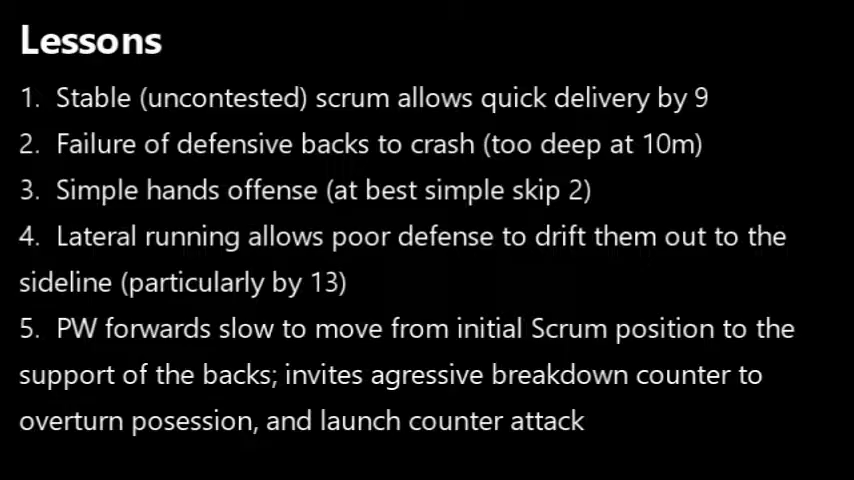 Lessons
1. Stable (uncontested) scrum allows quick delivery by 9
2. Failure of defensive backs to crash (too deep at 10m)
3. Simple hands offense (at best simple skip 2)
4. Lateral running allows poor defense to drift them out to the
sideline (particularly by 13)
5. PW forwards slow to move from initial Scrum position to the
support of the backs; invites agressive breakdown counter to
overturn posession, and launch counter attack